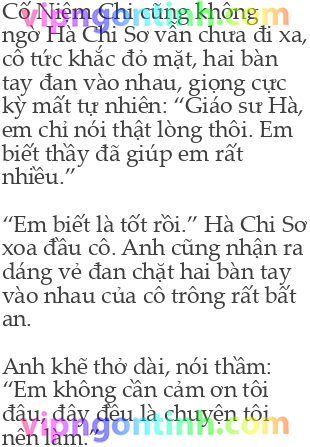 Cố Niệm Chi cũng không
ngờ Hà Chi Sơ vẫn chưa đi xa,
cô tức khắc đỏ mặt, hai bàn
tay đan vào nhau, giọng cực
kỳ mất tự nhiên: “Giáo sư Hà,
em chỉ nói thật lòng thôi. Em
biết thầy đã giúp em rất
nhiều.”
“Em biết là tốt rồi.” Hà Chi Sơ
xoa đầu cô. Anh cũng nhận ra
dáng vẻ đan chặt hai bàn tay
vào nhau của cô trông rất bất
an.
Anh khẽ thở dài, nói thầm:
“Em không cần cảm ơn tôi
đâu, đây đều là chuyện tôi
nên làm.”
vipngontinh.com
vipngontinh.com
vipngontinh.com